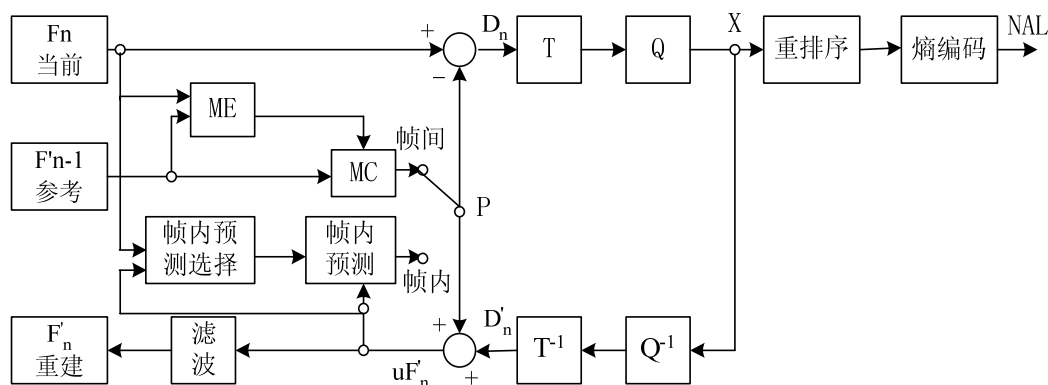 Fn
当前
+
−
Dn
T
Q
X
重排序
熵编码
NAL
ME
F'n-1
参考
MC
帧间
P
帧内预
测选择
帧内
预测
帧内
F'n
重建
滤
波
uF'n
+
+
D'n
T-1
Q-1